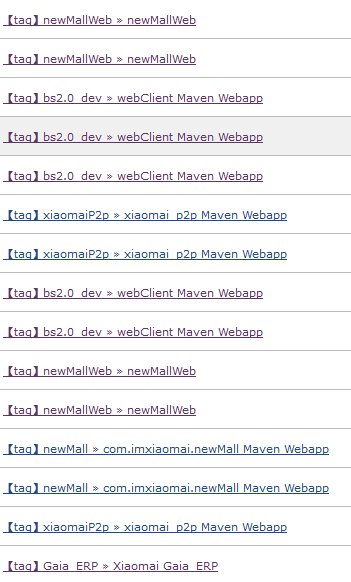 【tag】newMallWeb » newMallWeb
【tag】newMallWeb » newMallWeb
【tag】bs2.0_dev » webClient Maven Webapp
【tag】bs2.0_dev » webClient Maven Webapp
【tag】bs2.0_dev » webClient Maven Webapp
【tag】xiaomaiP2p » xiaomai_p2p Maven Webapp
【tag】xiaomaiP2p » xiaomai_p2p Maven Webapp
【tag】bs2.0_dev » webClient Maven Webapp
【tag】bs2.0_dev » webClient Maven Webapp
【tag】newMallWeb » newMallWeb
【tag】newMallWeb » newMallWeb
【tag】newMall » com.imxiaomai.newMall Maven Webapp
【tag】newMall » com.imxiaomai.newMall Maven Webapp
【tag】xiaomaiP2p » xiaomai_p2p Maven Webapp
【tag】Gaia_ERP » Xiaomai Gaia_ERP